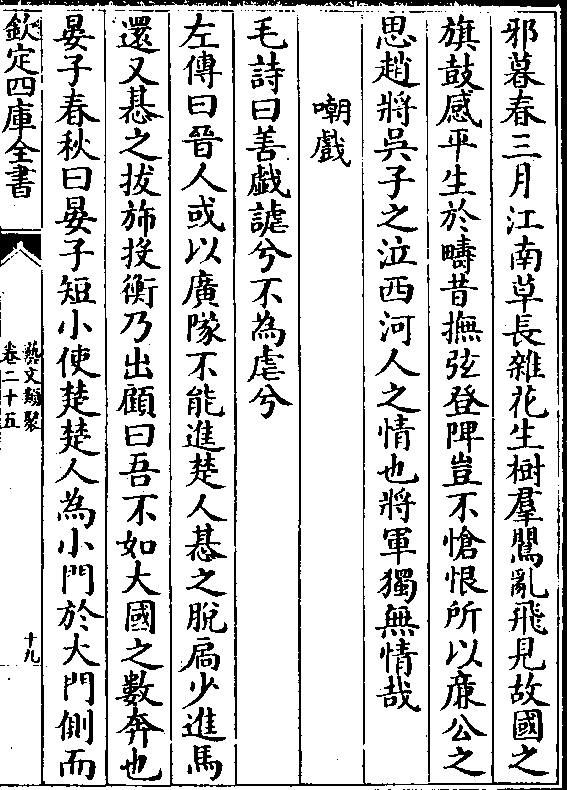 邪暮春三月江南草長雜花生樹羣鶯亂飛見故國之
旗鼓感平生於疇昔撫弦登陴豈不愴恨所以廉公之
思趙將吳子之泣西河人之情也將軍獨無情哉
嘲戲
毛詩曰善戲謔兮不為虐兮
左傳曰晉人或以廣隊不能進楚人惎之脫扄少進馬
還又惎之拔斾投衡乃出顧曰吾不如大國之數奔也
晏子春秋曰晏子短小使楚楚人為小門於大門側而
欽定四庫全書
藝文類聚
卷二十五
十九